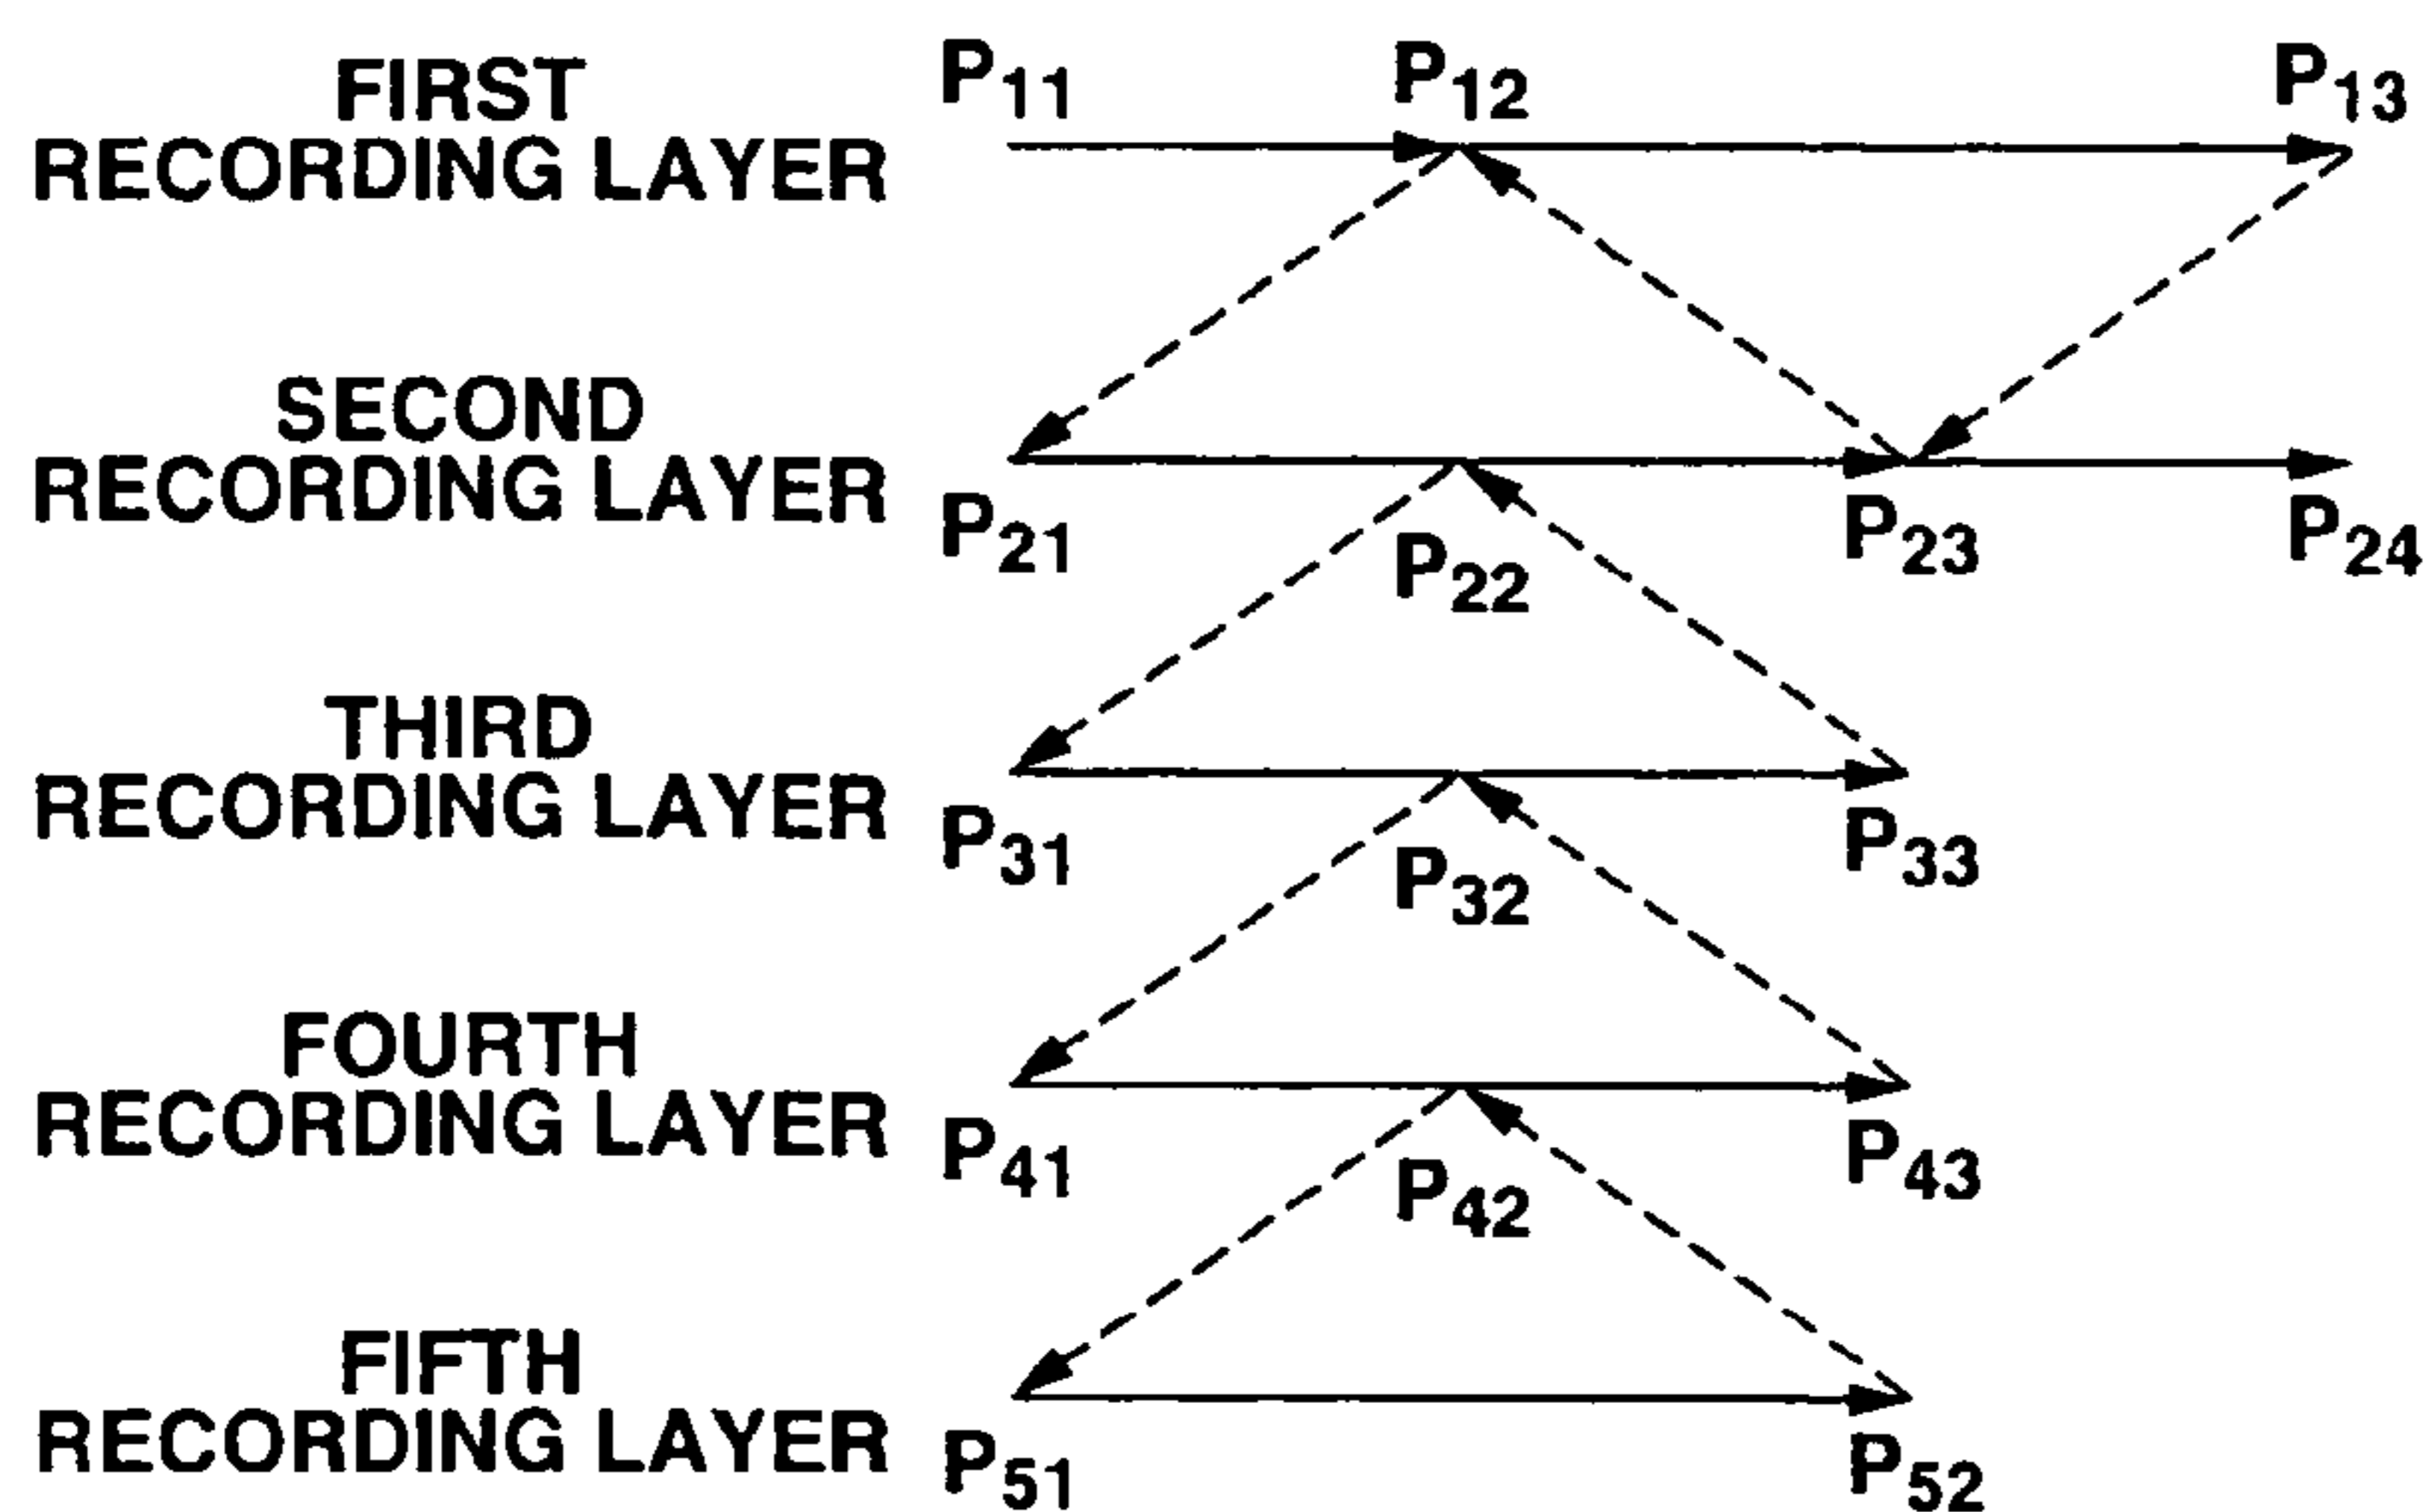 FIRST
RECORDING LAYER
P11 P12 P13
SECOND
RECORDING LAYER
P21 P22 P23 P24
THIRD
RECORDING LAYER
P31 P32 P33
FOURTH
RECORDING LAYER
P41 P42 P43
FIFTH
RECORDING LAYER
P51 P52